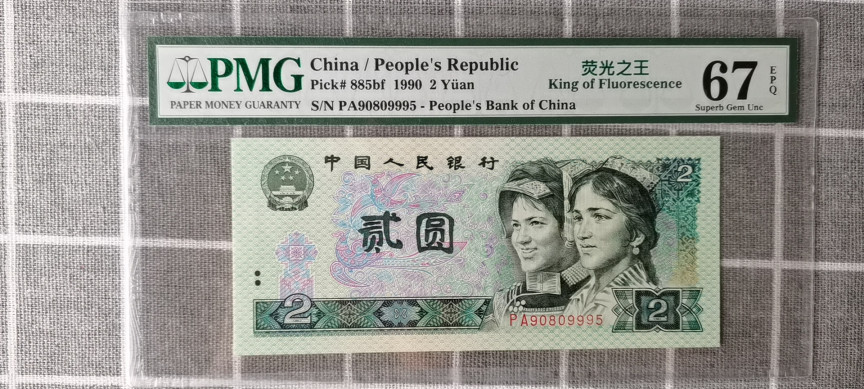 PMG
PAPER MONEY GUARANTY
China / People's Republic
Pick# 885bf 1990 2 Yüan
S/N PA90809995 - People's Bank of China
荧光之王
King of Fluorescence
67
EPQ
Superb Gem Unc
中国人民银行
2
贰圆
2
PA90809995
2